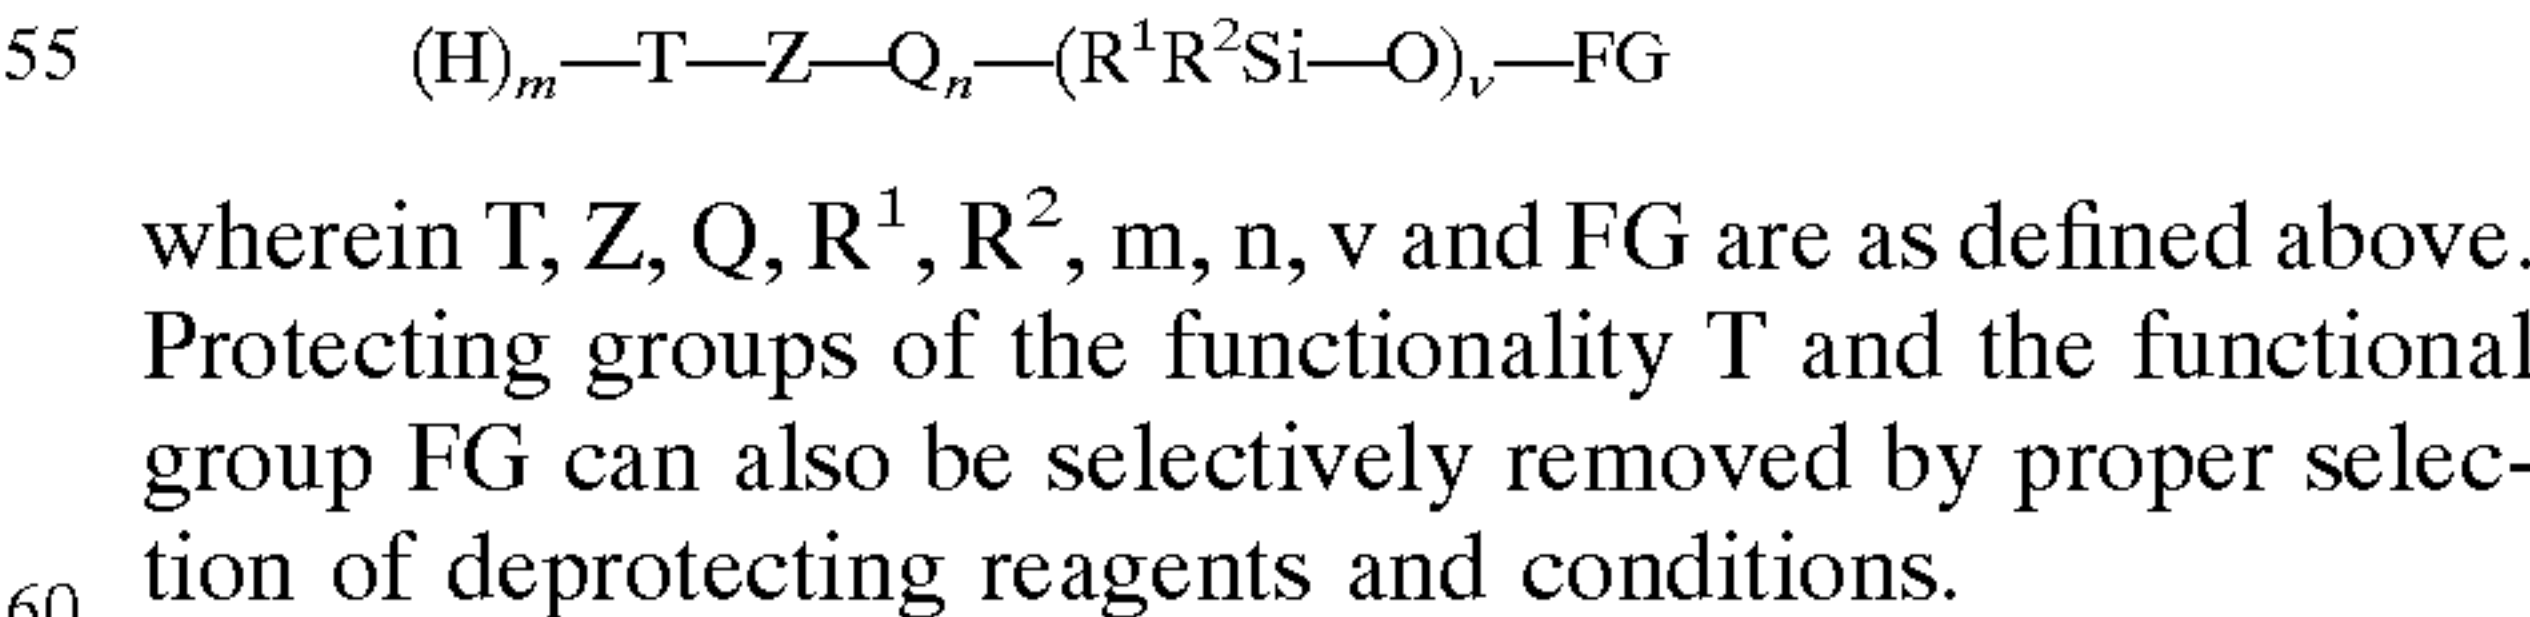 55 (H)ₘ—T—Z—Qₙ—(R¹R²Si—O)ᵥ—FG
wherein T, Z, Q, R¹, R², m, n, v and FG are as defined above.
Protecting groups of the functionality T and the functional
group FG can also be selectively removed by proper selec-
60 tion of deprotecting reagents and conditions.